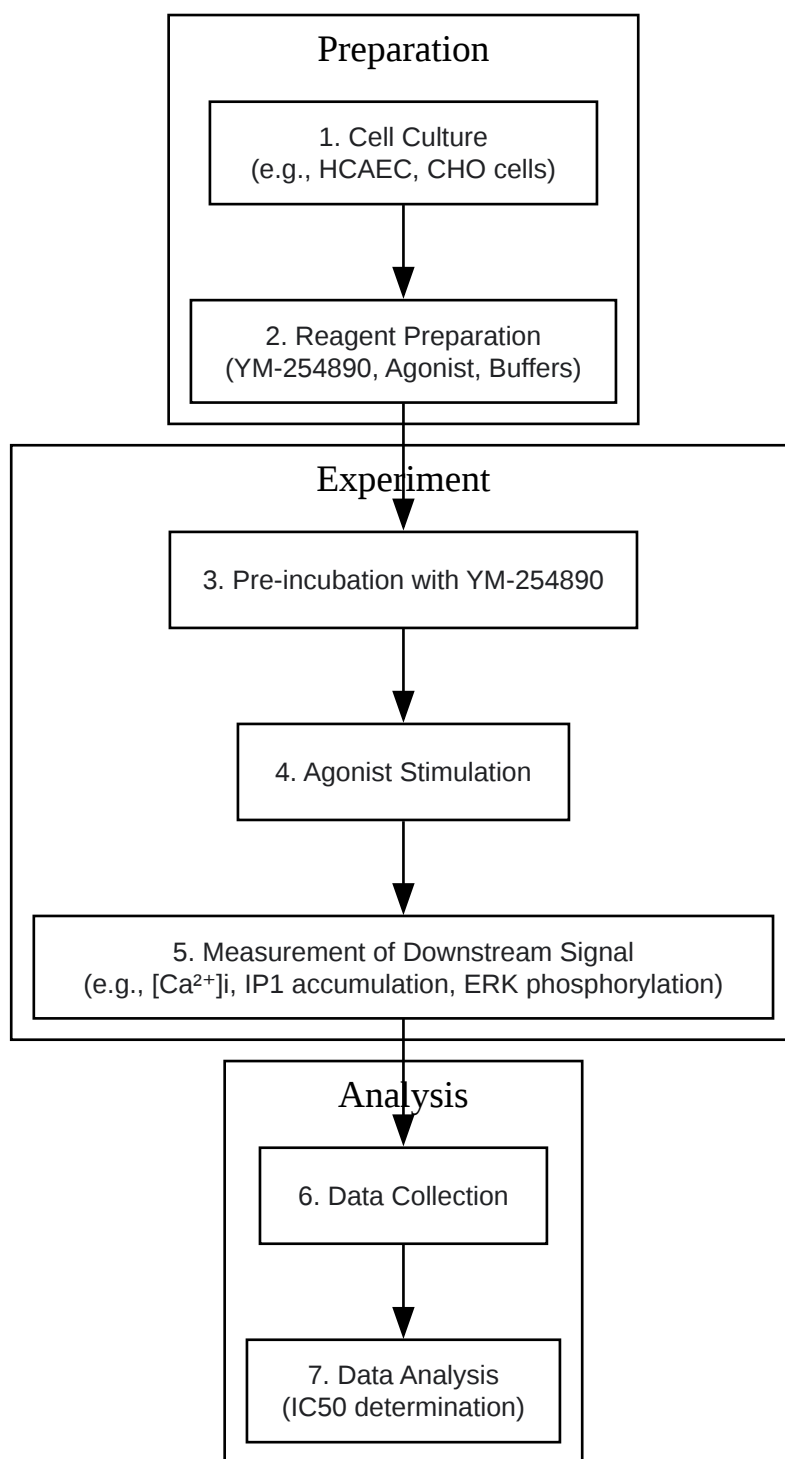 Preparation
1. Cell Culture
(e.g., HCAEC, CHO cells)
2. Reagent Preparation
(YM-254890, Agonist, Buffers)
Experiment
3. Pre-incubation with YM-254890
4. Agonist Stimulation
5. Measurement of Downstream Signal
(e.g., [Ca²⁺]i, IP1 accumulation, ERK phosphorylation)
Analysis
6. Data Collection
7. Data Analysis
(IC50 determination)